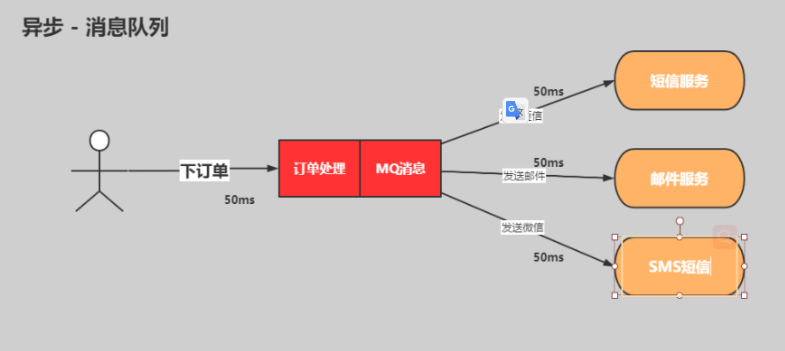 异步 - 消息队列
下订单
50ms
订单处理
MQ消息
50ms
短信服务
50ms
发送邮件
邮件服务
发送微信
50ms
SMS短信